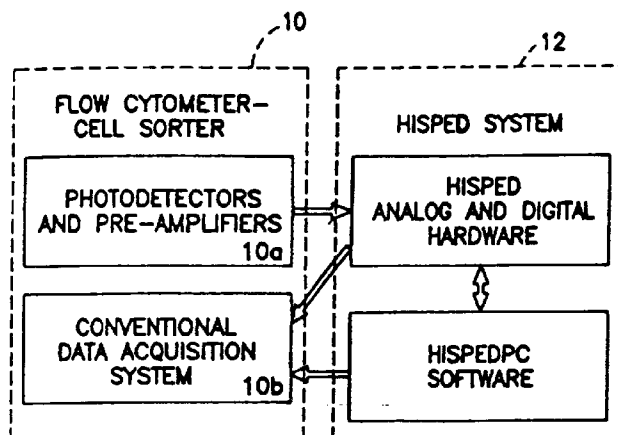 10
12
FLOW CYTOMETER-
CELL SORTER
HISPED SYSTEM
PHOTODETECTORS
AND PRE-AMPLIFIERS
10a
HISPED
ANALOG AND DIGITAL
HARDWARE
CONVENTIONAL
DATA ACQUISITION
SYSTEM
10b
HISPEDPC
SOFTWARE